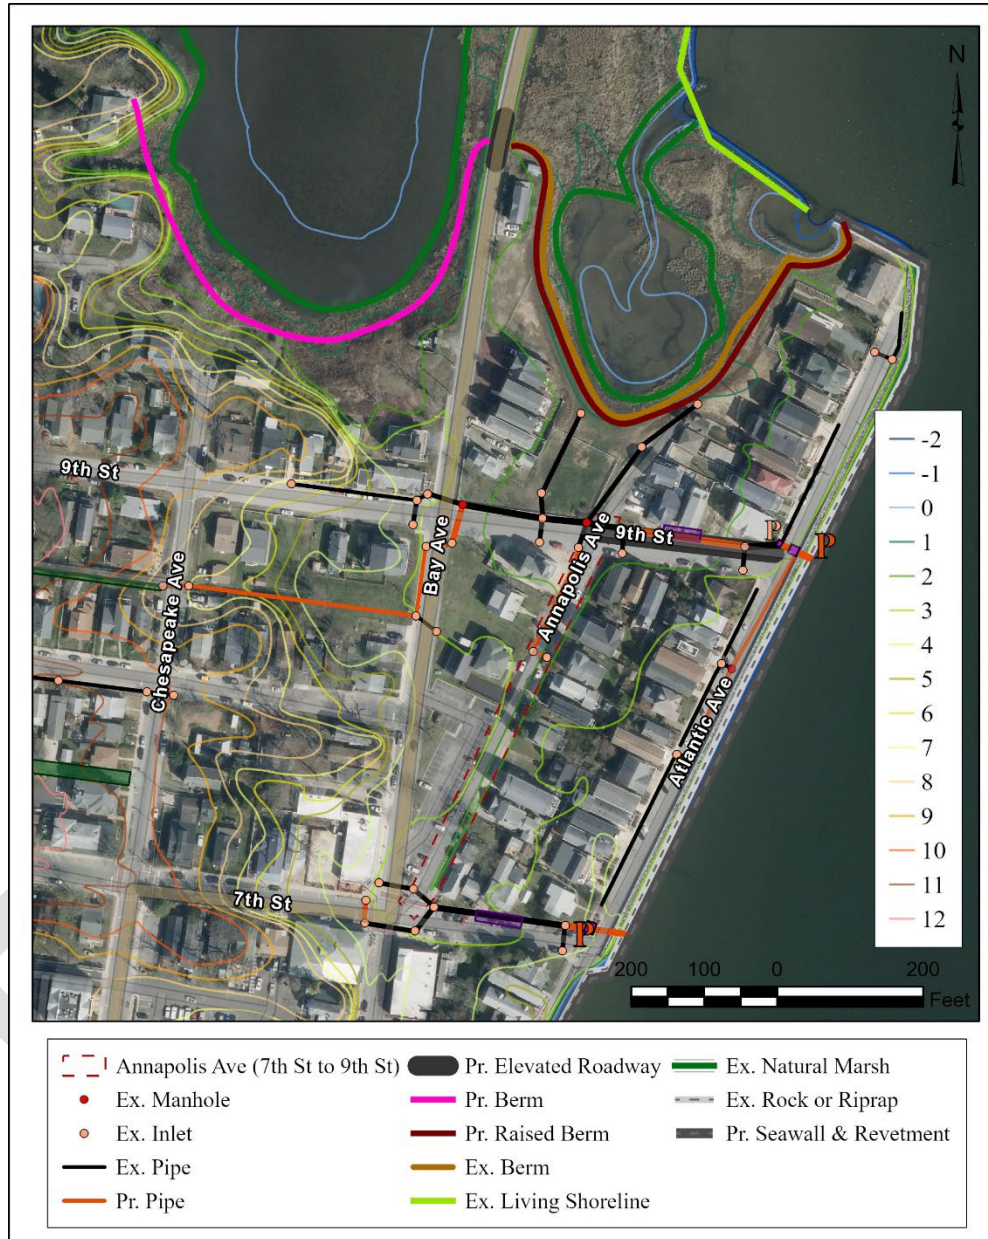 N
9th St
Bay Ave
Annapolis Ave
9th St
P
P
Chesapeake Ave
Atlantic Ave
7th St
P
-2
-1
0
1
2
3
4
5
6
7
8
9
10
11
12
200 100 0 200
Feet
Annapolis Ave (7th St to 9th St)
Ex. Manhole
Ex. Inlet
Ex. Pipe
Pr. Pipe
Pr. Elevated Roadway
Pr. Berm
Pr. Raised Berm
Ex. Berm
Ex. Living Shoreline
Ex. Natural Marsh
Ex. Rock or Riprap
Pr. Seawall & Revetment